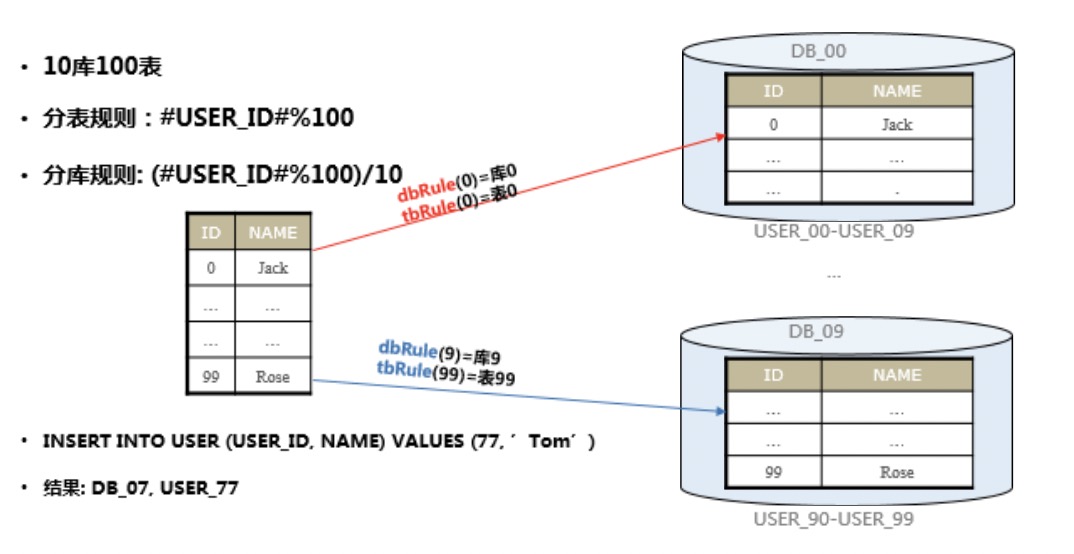 • 10库100表
• 分表规则：#USER_ID#%100
• 分库规则: (#USER_ID#%100)/10
ID NAME
0 Jack
... ...
... ...
99 Rose
dbRule(0)=库0
tbRule(0)=表0
dbRule(9)=库9
tbRule(99)=表99
DB_00
ID NAME
0 Jack
... ...
... .
USER_00-USER_09
...
DB_09
ID NAME
... ...
... ...
99 Rose
USER_90-USER_99
• INSERT INTO USER (USER_ID, NAME) VALUES (77, ′ Tom′ )
• 结果: DB_07, USER_77